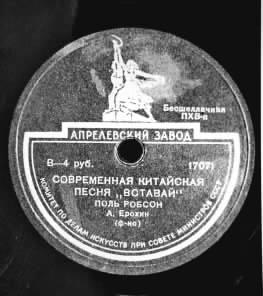 Бесшеллачная
ПХВ-а
АПРЕЛЕВСКИЙ ЗАВОД
В—4 руб.
17071
СОВРЕМЕННАЯ КИТАЙСКАЯ
ПЕСНЯ „ВСТАВАЙ“
ПОЛЬ РОБСОН
А. Ерохин
(ф-но)
КОМИТЕТ ПО ДЕЛАМ ИСКУССТВ ПРИ СОВЕТЕ МИНИСТРОВ СССР